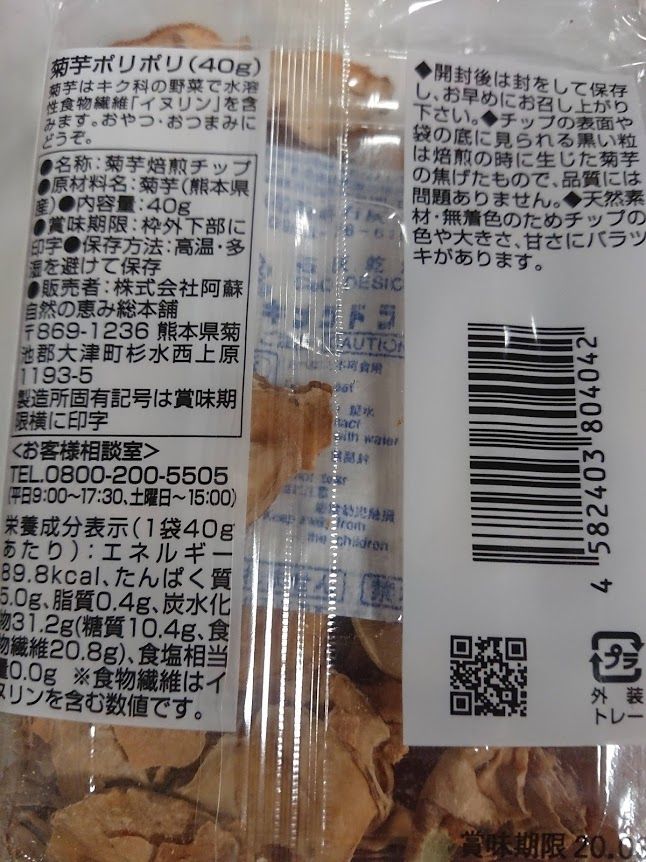 菊芋ポリポリ(40g)
菊芋はキク科の野菜で水溶
性食物繊維「イヌリン」を含
みます。おやつ・おつまみに
どうぞ。
●名称:菊芋焙煎チップ
●原材料名:菊芋(熊本県
産)●内容量:40g
●賞味期限:枠外下部に
印字●保存方法:高温・多
湿を避けて保存
●販売者:株式会社阿蘇
自然の恵み総本舗
〒869-1236 熊本県菊
池郡大津町杉水西上原
1193-5
製造所固有記号は賞味期
限横に印字
<お客様相談室>
TEL.0800-200-5505
(平日9:00~17:30、土曜日~15:00)
栄養成分表示(1袋40g
あたり):エネルギー
89.8kcal、たんぱく質
5.0g、脂質0.4g、炭水化
物31.2g(糖質10.4g、食
物繊維20.8g)、食塩相当
量0.0g ※食物繊維はイ
ヌリンを含む数値です。
◆開封後は封をして保存
し、お早めにお召し上がり
下さい。◆チップの表面や
袋の底に見られる黒い粒
は焙煎の時に生じた菊芋
の焦げたもので、品質には
問題ありません。◆天然素
材・無着色のためチップの
色や大きさ、甘さにバラツ
キがあります。
4 582403 804042
プラ
外装
トレー
DESIC
CAUTION
不可食用
eat
with water
from
children
賞味期限 20.03